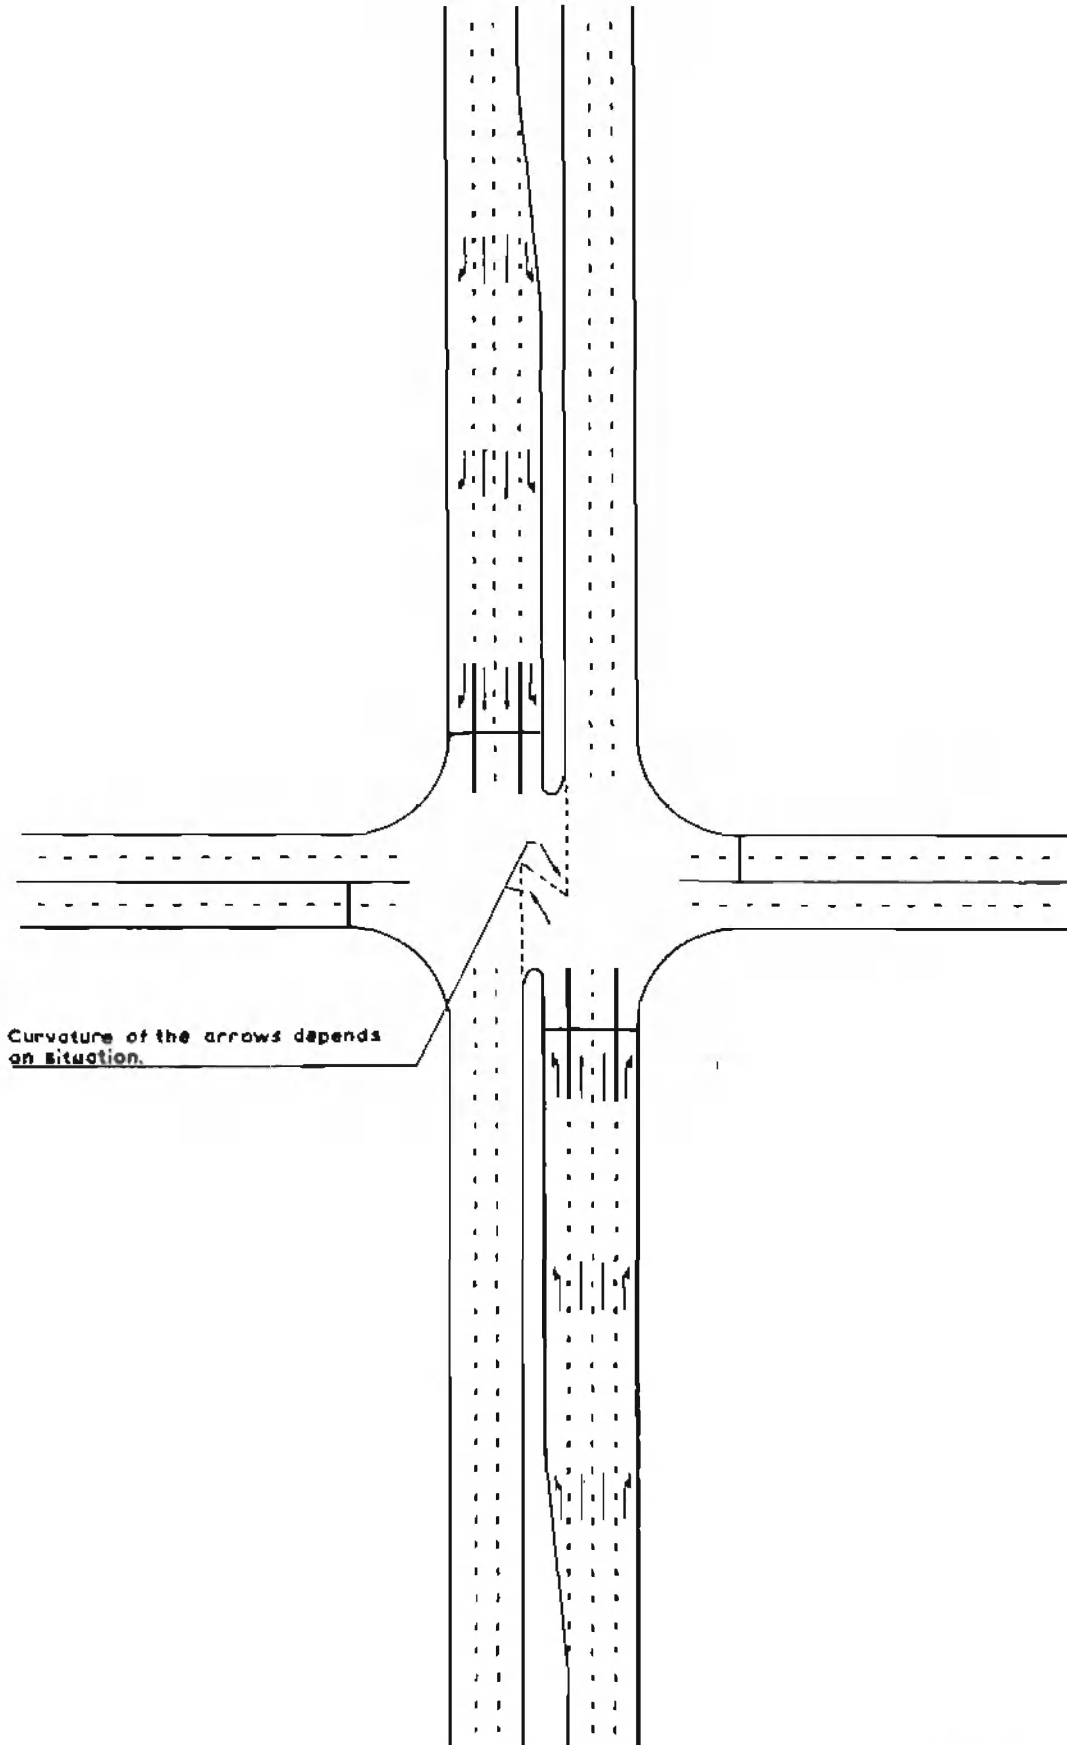 Curvature of the arrows depends
on situation.